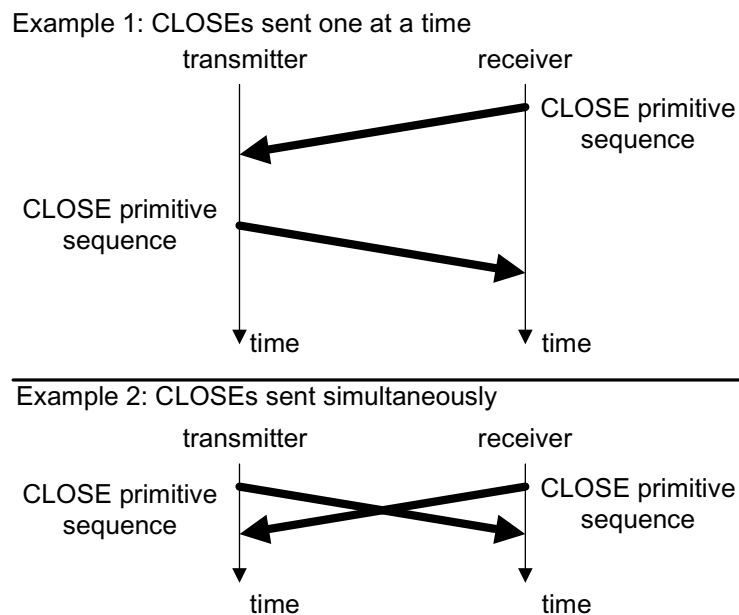 Example 1: CLOSEs sent one at a time
transmitter
receiver
CLOSE primitive
sequence
CLOSE primitive
sequence
time
time
Example 2: CLOSEs sent simultaneously
transmitter
receiver
CLOSE primitive
sequence
CLOSE primitive
sequence
time
time